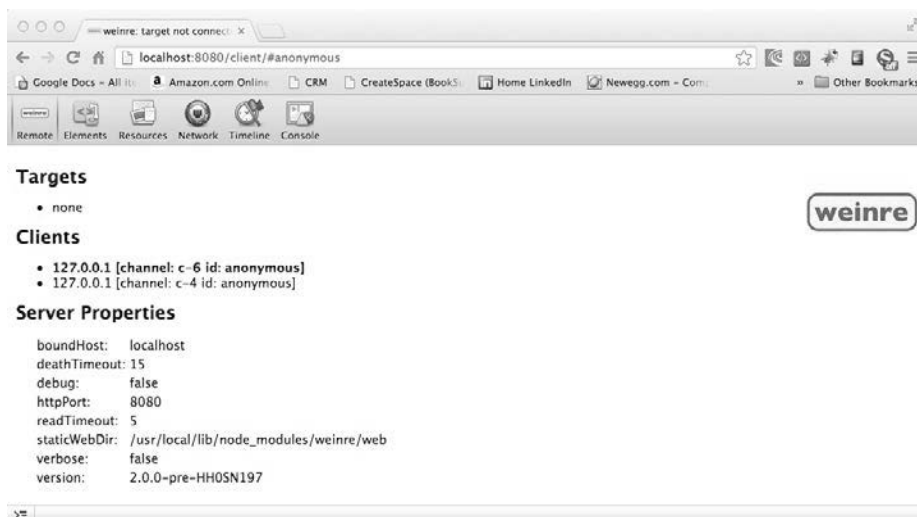 weinre: target not connect
localhost:8080/client/#anonymous
Google Docs - All it
Amazon.com Online
CRM
CreateSpace (Book
Home LinkedIn
Newegg.com - Com
»
Other Bookmarks
weinre
Remote Elements Resources Network Timeline Console
Targets
• none
weinre
Clients
• 127.0.0.1 [channel: c-6 id: anonymous]
• 127.0.0.1 [channel: c-4 id: anonymous]
Server Properties
boundHost: localhost
deathTimeout: 15
debug: false
httpPort: 8080
readTimeout: 5
staticWebDir: /usr/local/lib/node_modules/weinre/web
verbose: false
version: 2.0.0-pre-HH0SN197